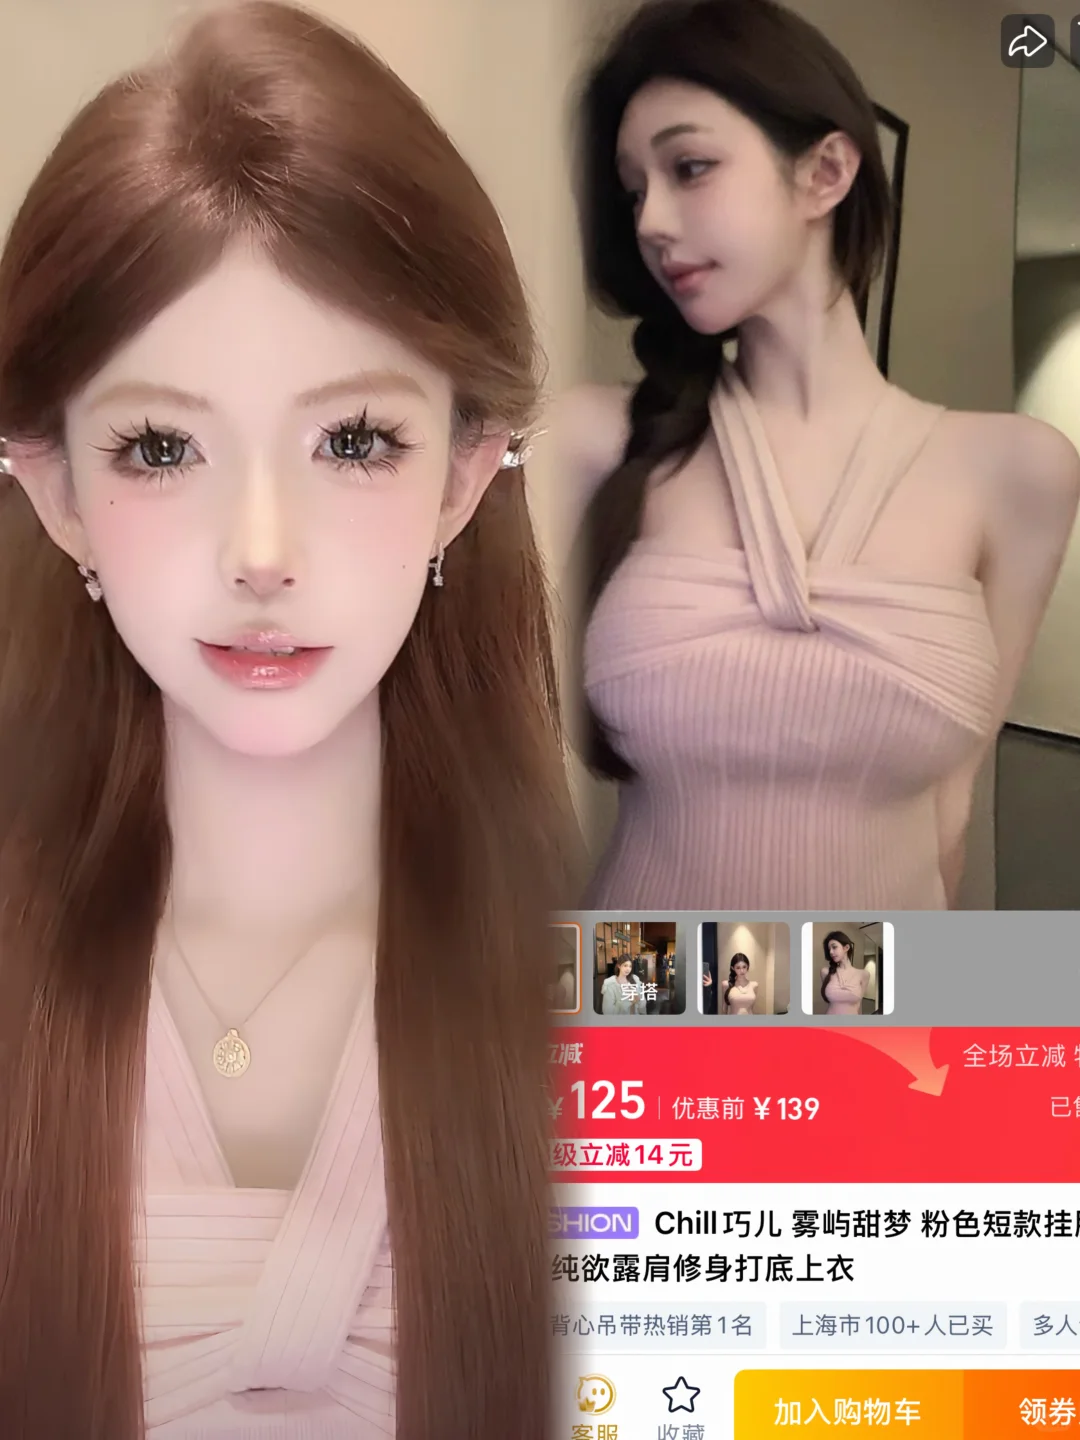 穿搭
立减
全场立减
¥125
优惠前 ¥139
级立减14元
SHION
Chill巧儿 雾屿甜梦 粉色短款挂
纯欲露肩修身打底上衣
背心吊带热销第1名
上海市100+人已买
多人
客服
收藏
加入购物车
领券